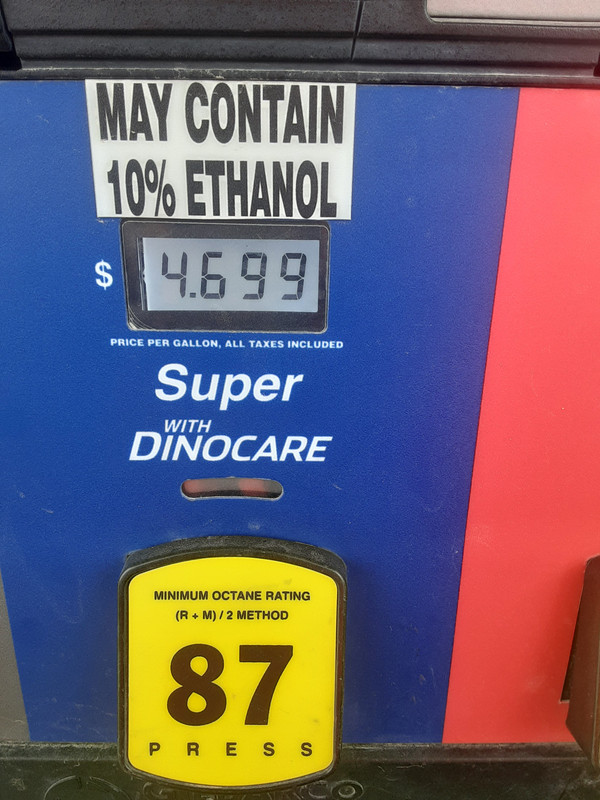 MAY CONTAIN
10% ETHANOL
$ 4.699
PRICE PER GALLON, ALL TAXES INCLUDED
Super
WITH
DINOCARE
MINIMUM OCTANE RATING
(R + M) / 2 METHOD
87
PRESS